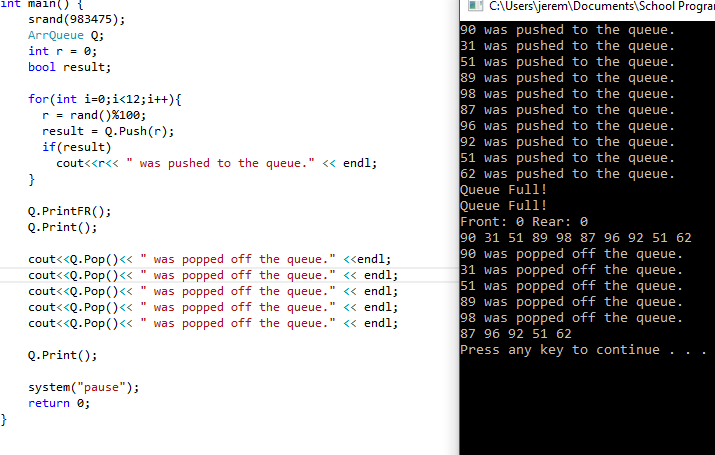 int main() {
srand(983475);
ArrQueue Q;
int r = 0;
bool result;
for(int i=0;i<12;i++){
r = rand()%100;
result = Q.Push(r);
if(result)
cout<<r<< " was pushed to the queue." << endl;
}
Q.PrintFR();
Q.Print();
cout<<Q.Pop()<< " was popped off the queue." <<endl;
cout<<Q.Pop()<< " was popped off the queue." << endl;
cout<<Q.Pop()<< " was popped off the queue." << endl;
cout<<Q.Pop()<< " was popped off the queue." << endl;
cout<<Q.Pop()<< " was popped off the queue." << endl;
Q.Print();
system("pause");
return 0;
}
C:\Users\jerem\Documents\School Progra
90 was pushed to the queue.
31 was pushed to the queue.
51 was pushed to the queue.
89 was pushed to the queue.
98 was pushed to the queue.
87 was pushed to the queue.
96 was pushed to the queue.
92 was pushed to the queue.
51 was pushed to the queue.
62 was pushed to the queue.
Queue Full!
Queue Full!
Front: 0 Rear: 0
90 31 51 89 98 87 96 92 51 62
90 was popped off the queue.
31 was popped off the queue.
51 was popped off the queue.
89 was popped off the queue.
98 was popped off the queue.
87 96 92 51 62
Press any key to continue . . .